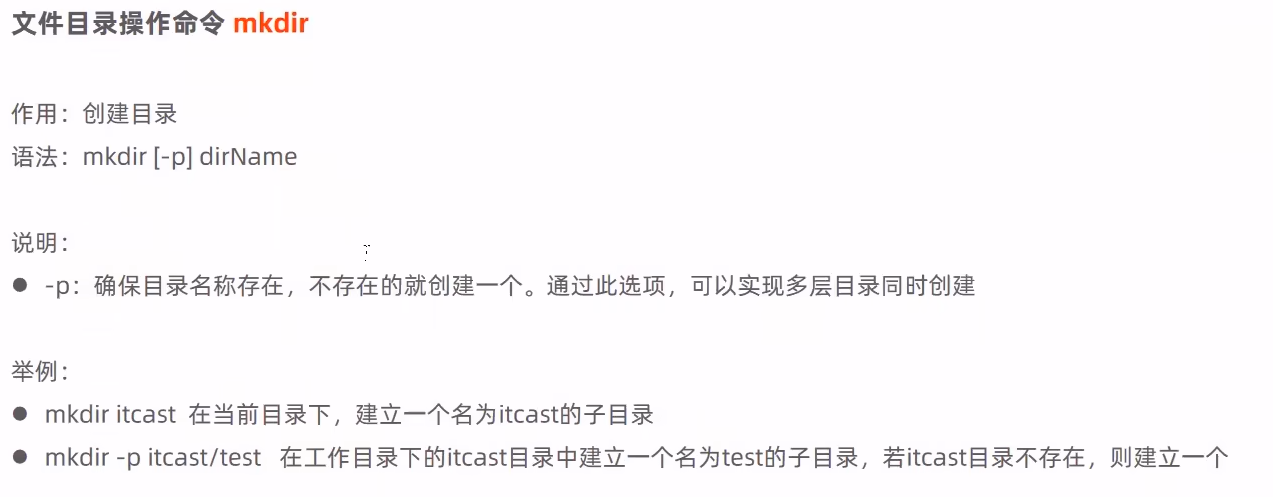 文件目录操作命令 mkdir
作用：创建目录
语法：mkdir [-p] dirName
说明：
● -p：确保目录名称存在，不存在的就创建一个。通过此选项，可以实现多层目录同时创建
举例：
● mkdir itcast 在当前目录下，建立一个名为itcast的子目录
● mkdir -p itcast/test 在工作目录下的itcast目录中建立一个名为test的子目录，若itcast目录不存在，则建立一个